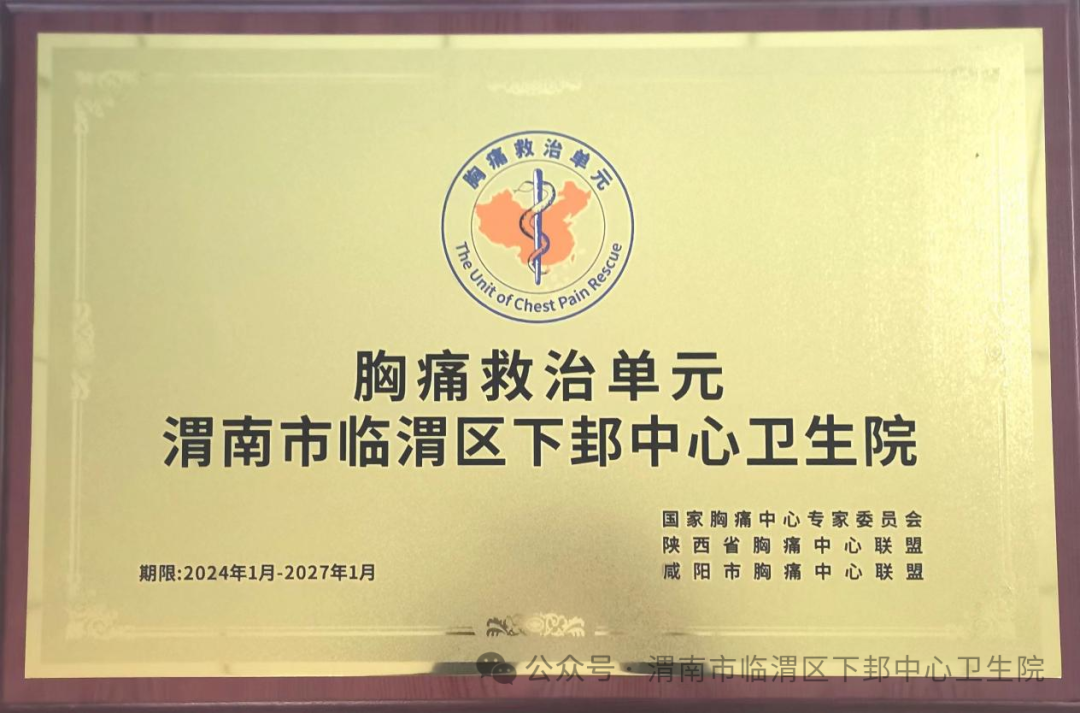 胸痛救治单元
The Unit of Chest Pain Rescue
胸痛救治单元
渭南市临渭区下邽中心卫生院
国家胸痛中心专家委员会
陕西省胸痛中心联盟
咸阳市胸痛中心联盟
期限:2024年1月-2027年1月
公众号·渭南市临渭区下邽中心卫生院